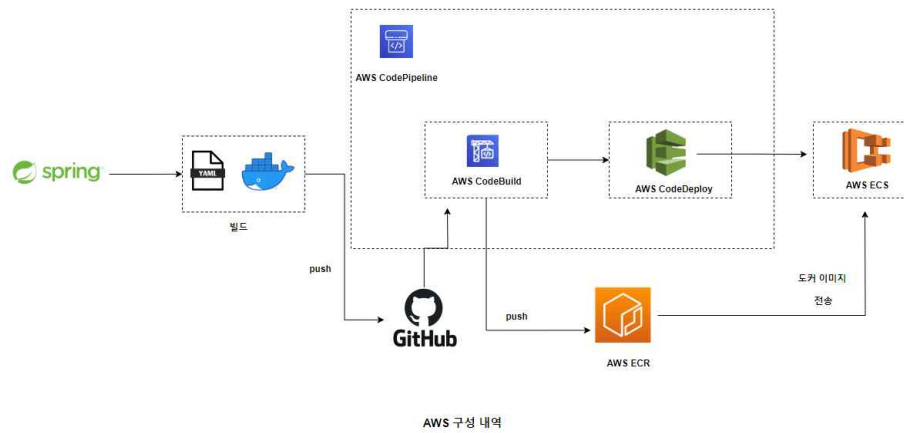 AWS CodePipeline
spring
YAML
AWS CodeBuild
AWS CodeDeploy
AWS ECS
빌드
push
GitHub
push
도커 이미지
전송
AWS ECR
AWS 구성 내역